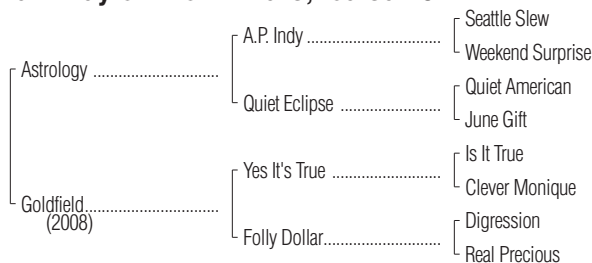 Seattle Slew
A.P. Indy ..........................
Weekend Surprise
Astrology ..........................
Quiet American
Quiet Eclipse ....................
June Gift
Is It True
Yes It's True ......................
Clever Monique
Goldfield............................
(2008)
Digression
Folly Dollar........................
Real Precious